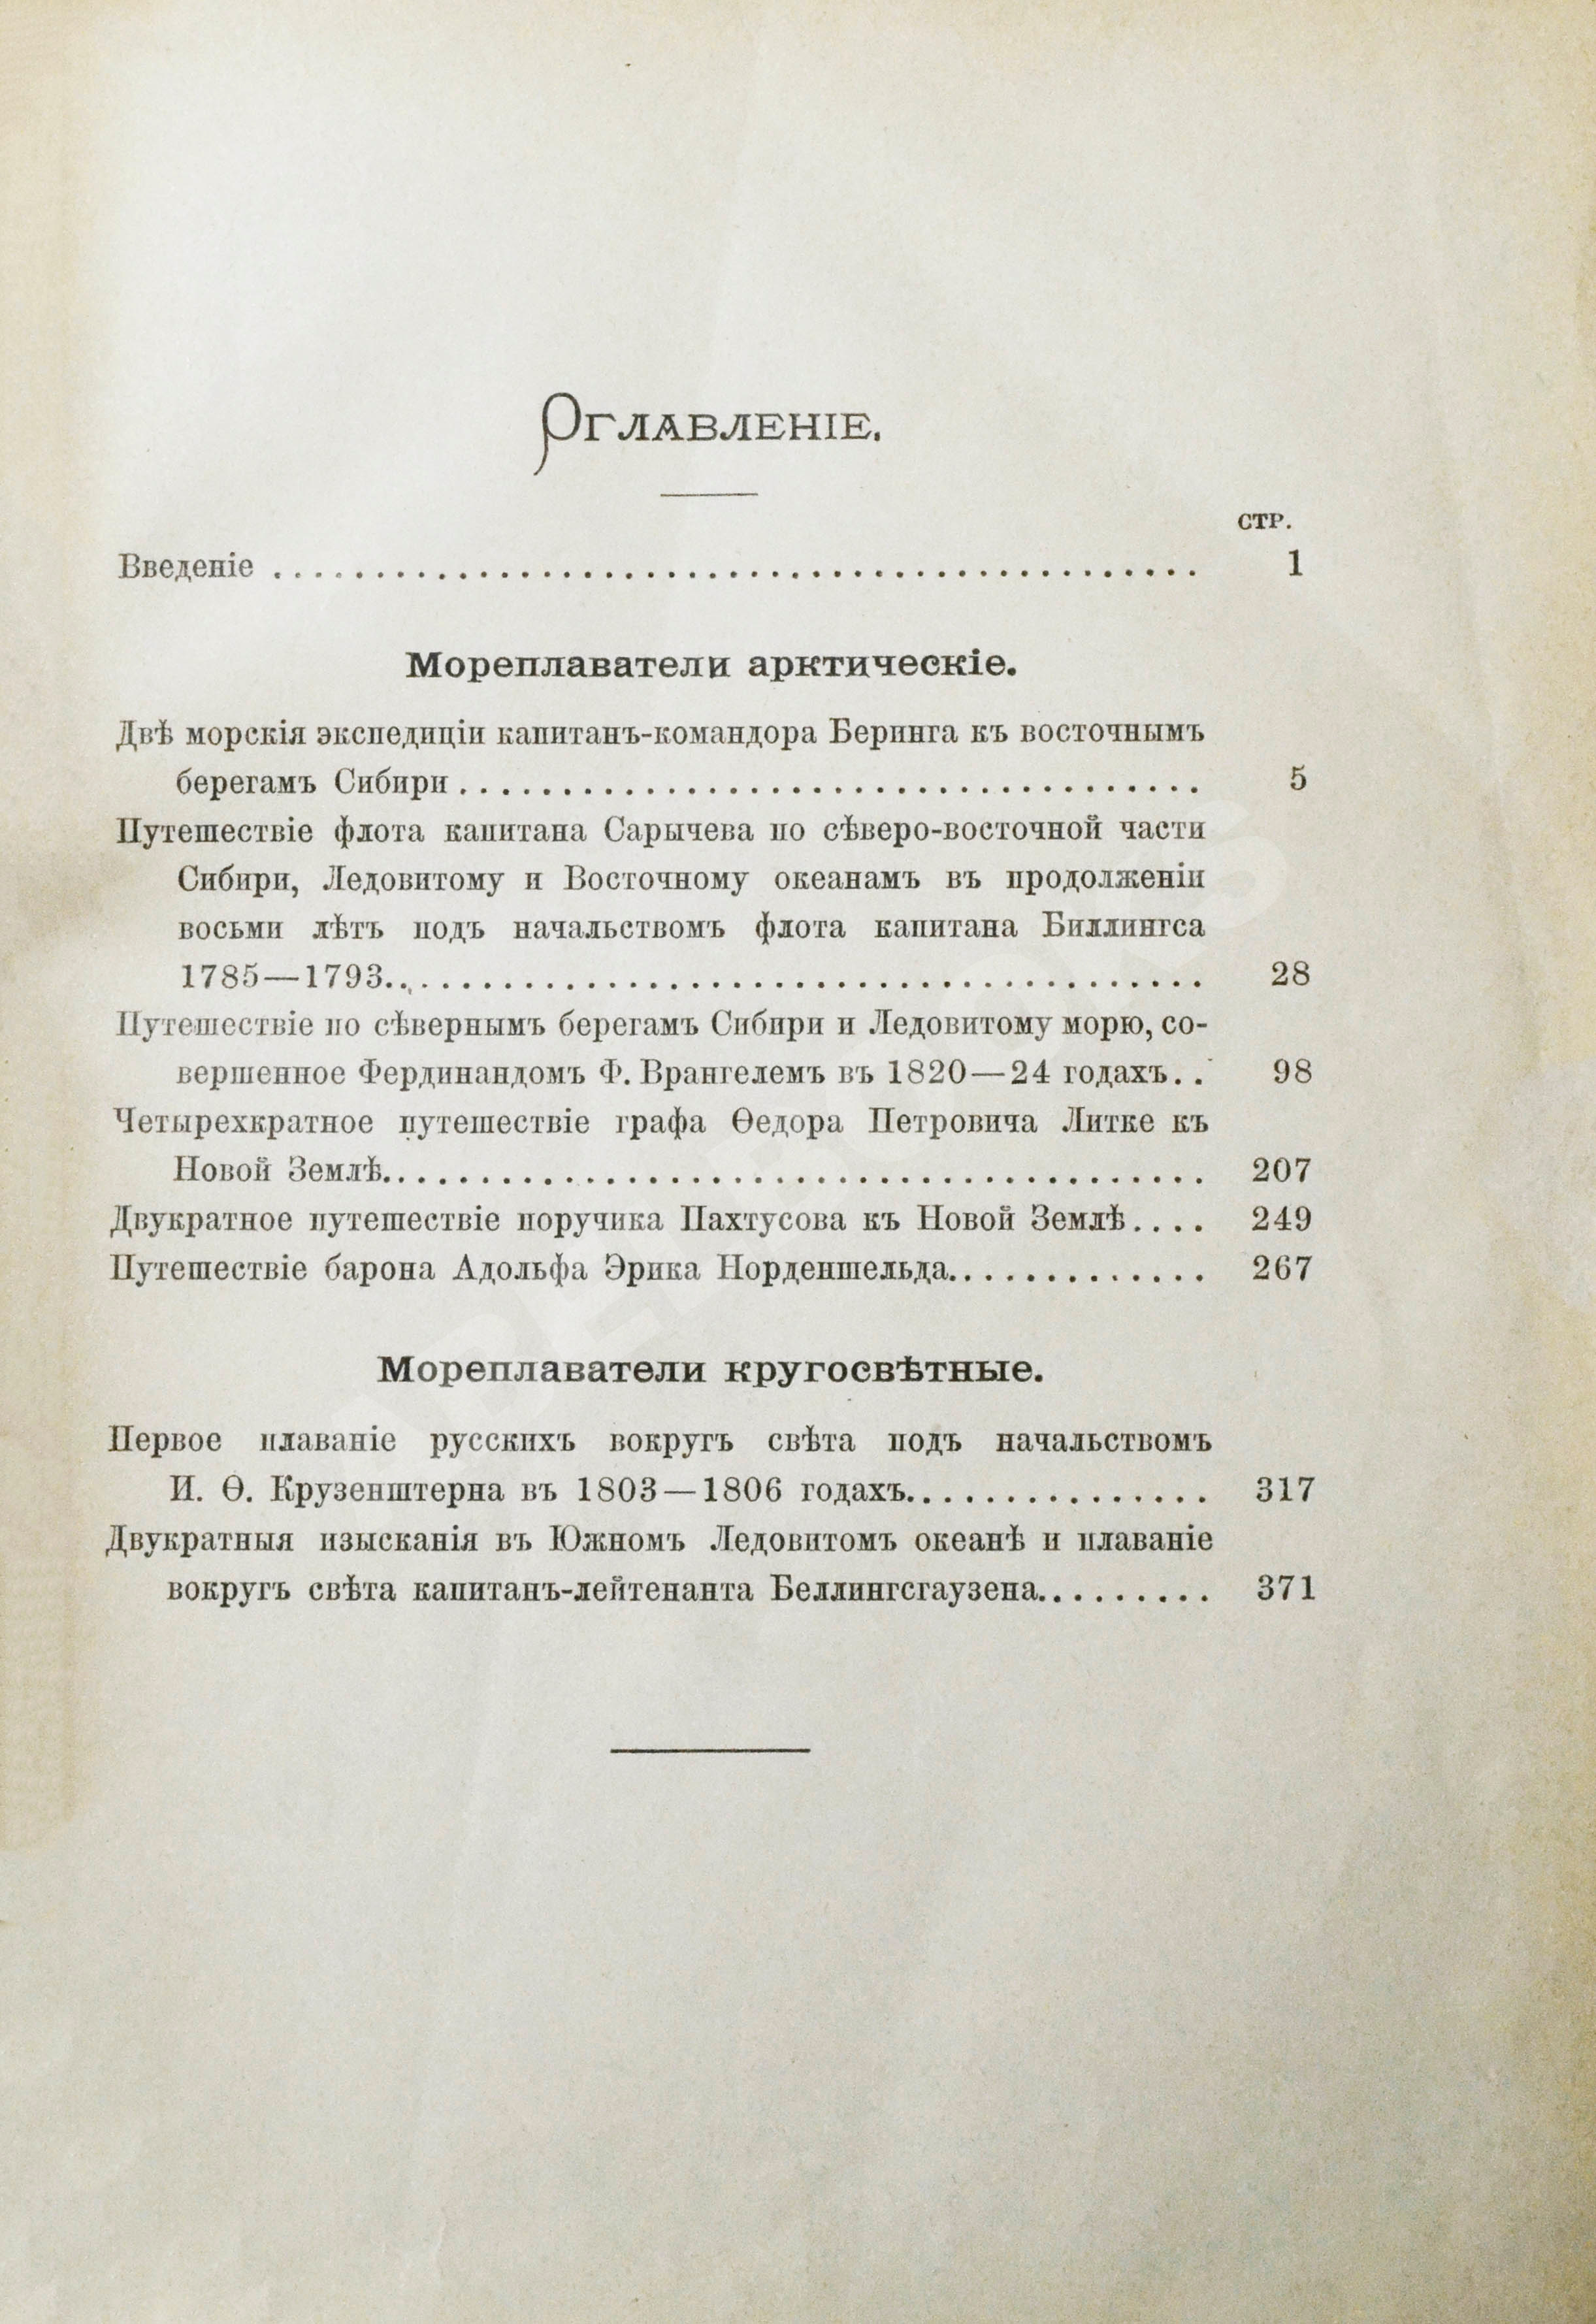 Оглавленіе.
стр.
Введеніе . . . . . . . . . . . . . . . . . . . . . . . . . . . . . . . . . . . . . . . . . . . . . 1
Мореплаватели арктическіе.
Двѣ морскія экспедиціи капитанъ-командора Беринга къ восточнымъ
берегамъ Сибири . . . . . . . . . . . . . . . . . . . . . . . . . . . . . . . . . . . . 5
Путешествіе флота капитана Сарычева по сѣверо-восточной части
Сибири, Ледовитому и Восточному океанамъ въ продолженіи
восьми лѣтъ подъ начальствомъ флота капитана Биллингса
1785—1793. . . . . . . . . . . . . . . . . . . . . . . . . . . . . . . . . . . . . . . . 28
Путешествіе по сѣвернымъ берегамъ Сибири и Ледовитому морю, со-
вершенное Фердинандомъ Ф. Врангелемъ въ 1820—24 годахъ. . 98
Четырехкратное путешествіе графа Ѳедора Петровича Литке къ
Новой Землѣ. . . . . . . . . . . . . . . . . . . . . . . . . . . . . . . . . . . . . . . . 207
Двукратное путешествіе поручика Пахтусова къ Новой Землѣ. . . . 249
Путешествіе барона Адольфа Эрика Норденшельда. . . . . . . . . . . . . 267
Мореплаватели кругосвѣтные.
Первое плаваніе русскихъ вокругъ свѣта подъ начальствомъ
И. Ѳ. Крузенштерна въ 1803—1806 годахъ. . . . . . . . . . . . . . . 317
Двукратныя изысканія въ Южномъ Ледовитомъ океанѣ и плаваніе
вокругъ свѣта капитанъ-лейтенанта Беллингсгаузена. . . . . . . . . 371